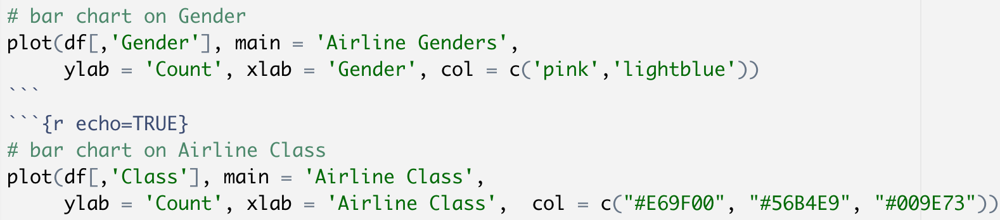 # bar chart on Gender
plot(df[,'Gender'], main = 'Airline Genders',
     ylab = 'Count', xlab = 'Gender', col = c('pink','lightblue'))
```
```{r echo=TRUE}
# bar chart on Airline Class
plot(df[,'Class'], main = 'Airline Class',
     ylab = 'Count', xlab = 'Airline Class',  col = c("#E69F00", "#56B4E9", "#009E73"))